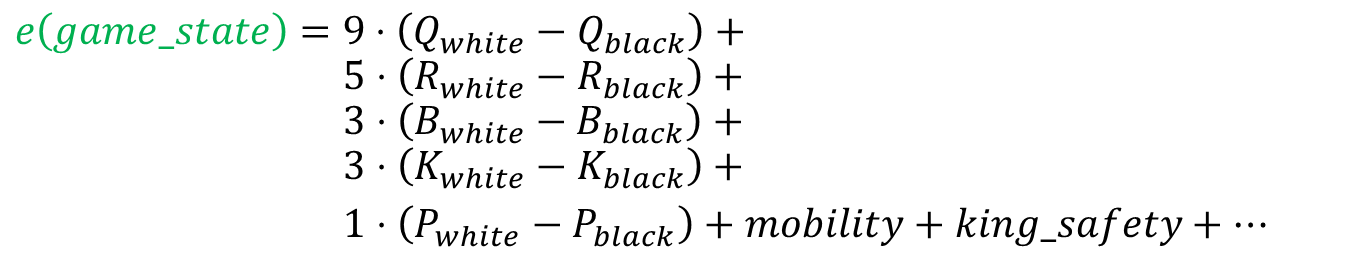 e(game_state) = 9 · (Q_white − Q_black) +
5 · (R_white − R_black) +
3 · (B_white − B_black) +
3 · (K_white − K_black) +
1 · (P_white − P_black) + mobility + king_safety + ⋯